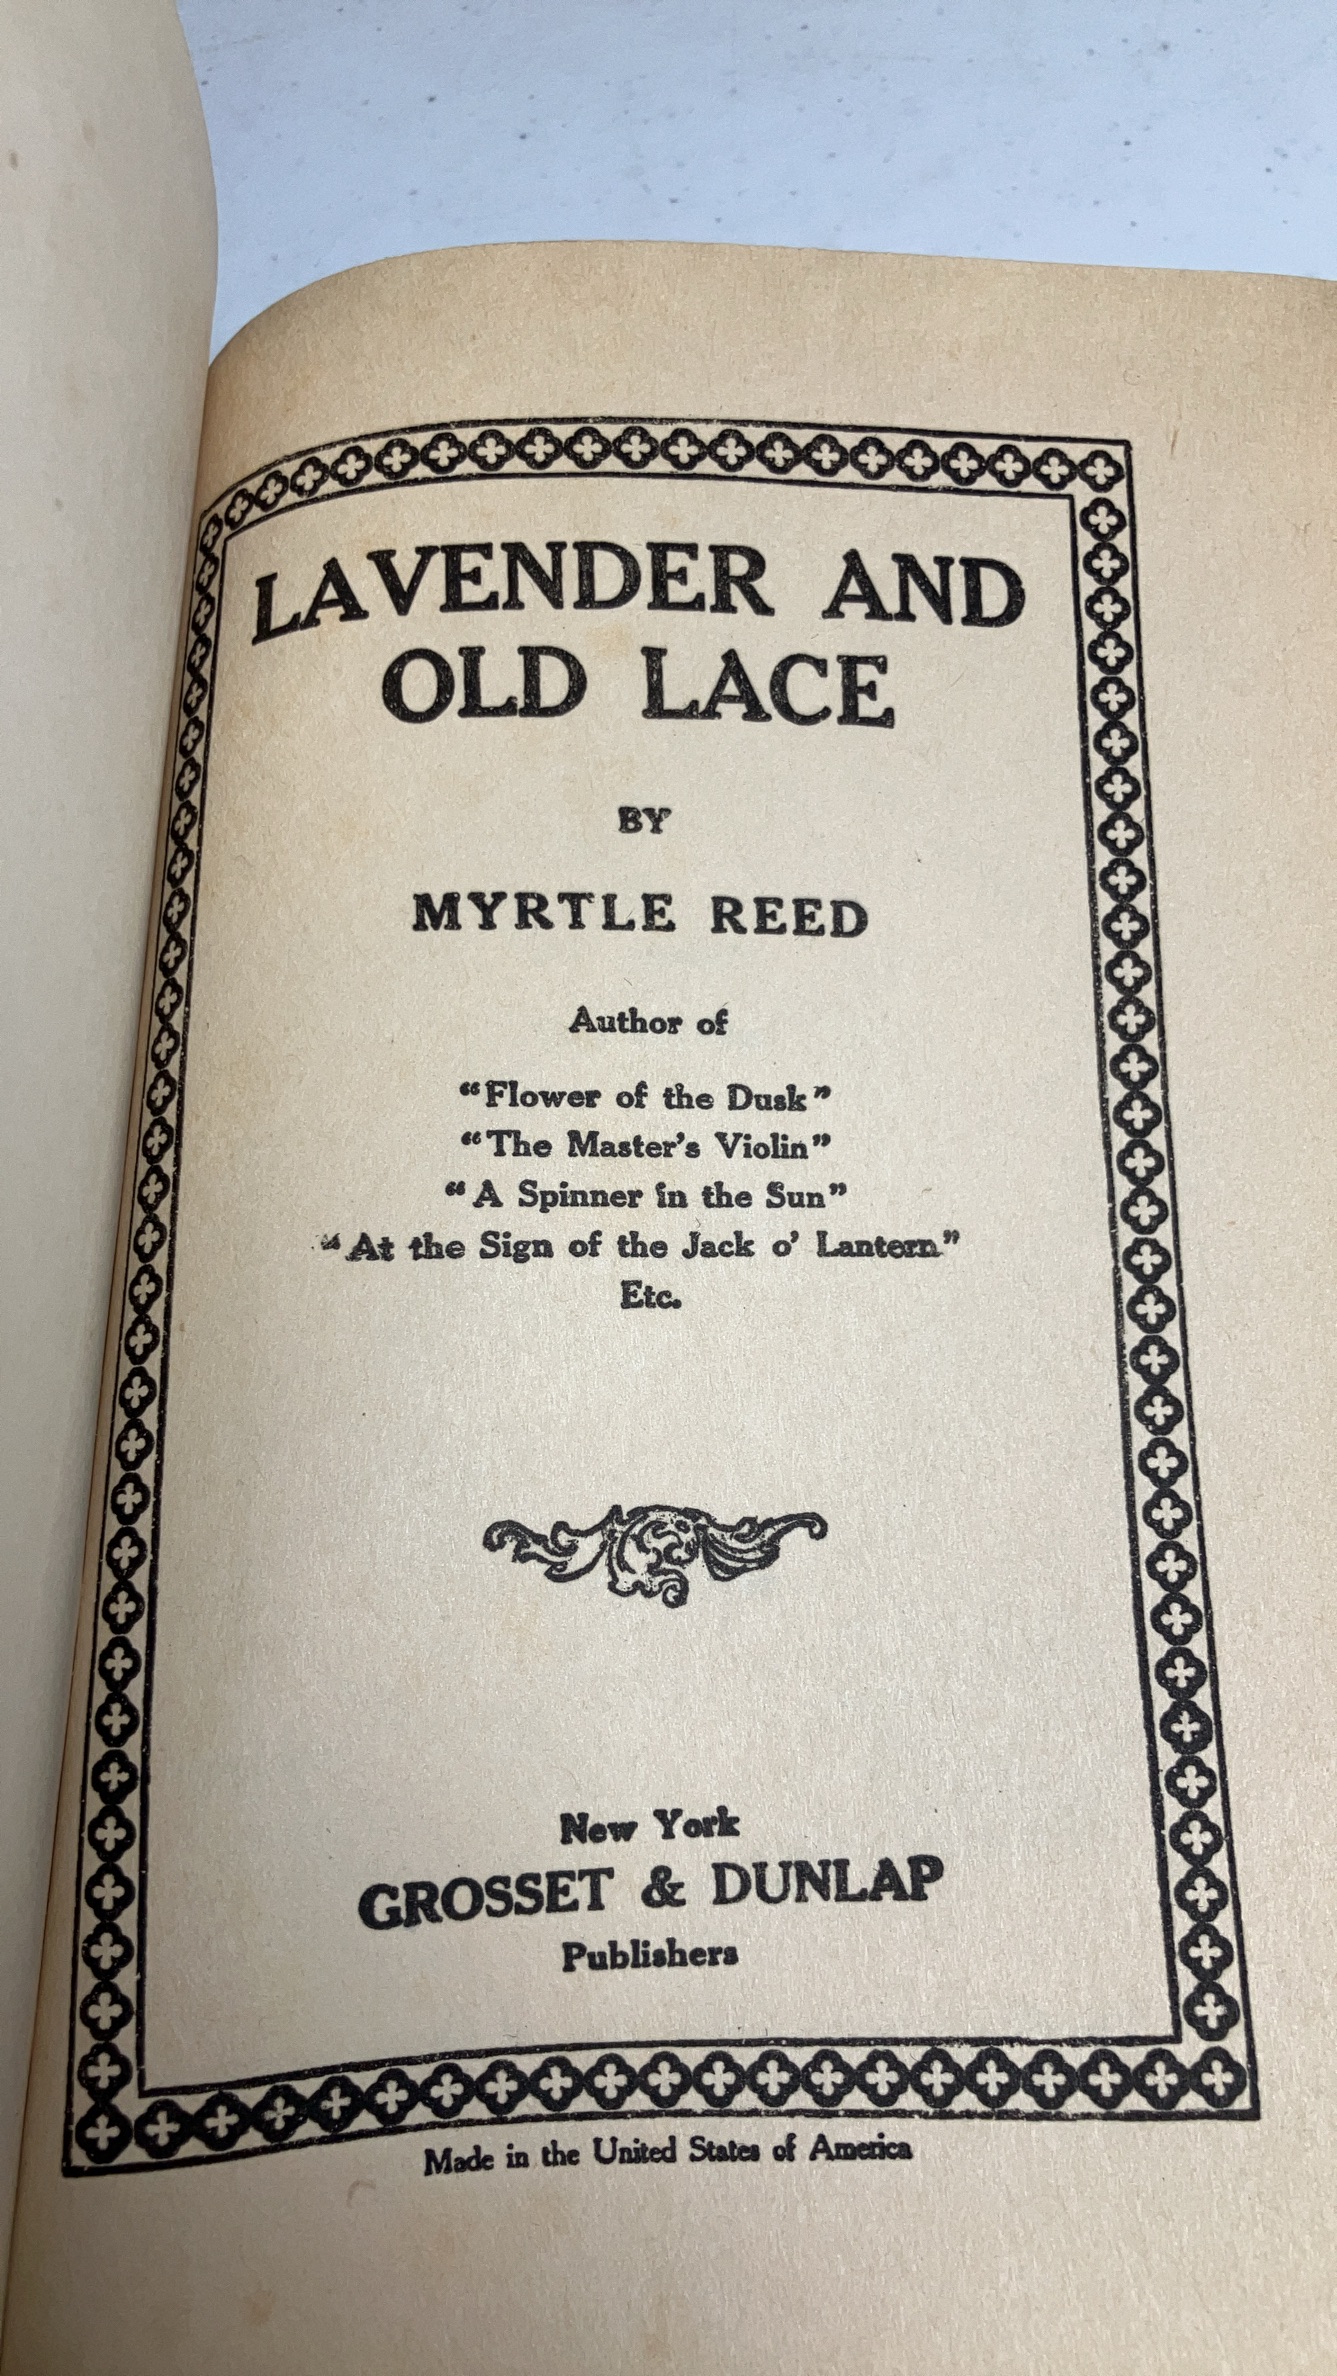 LAVENDER AND
OLD LACE
BY
MYRTLE REED
Author of
“Flower of the Dusk”
“The Master’s Violin”
“A Spinner in the Sun”
“At the Sign of the Jack o’ Lantern”
Etc.
New York
GROSSET & DUNLAP
Publishers
Made in the United States of America